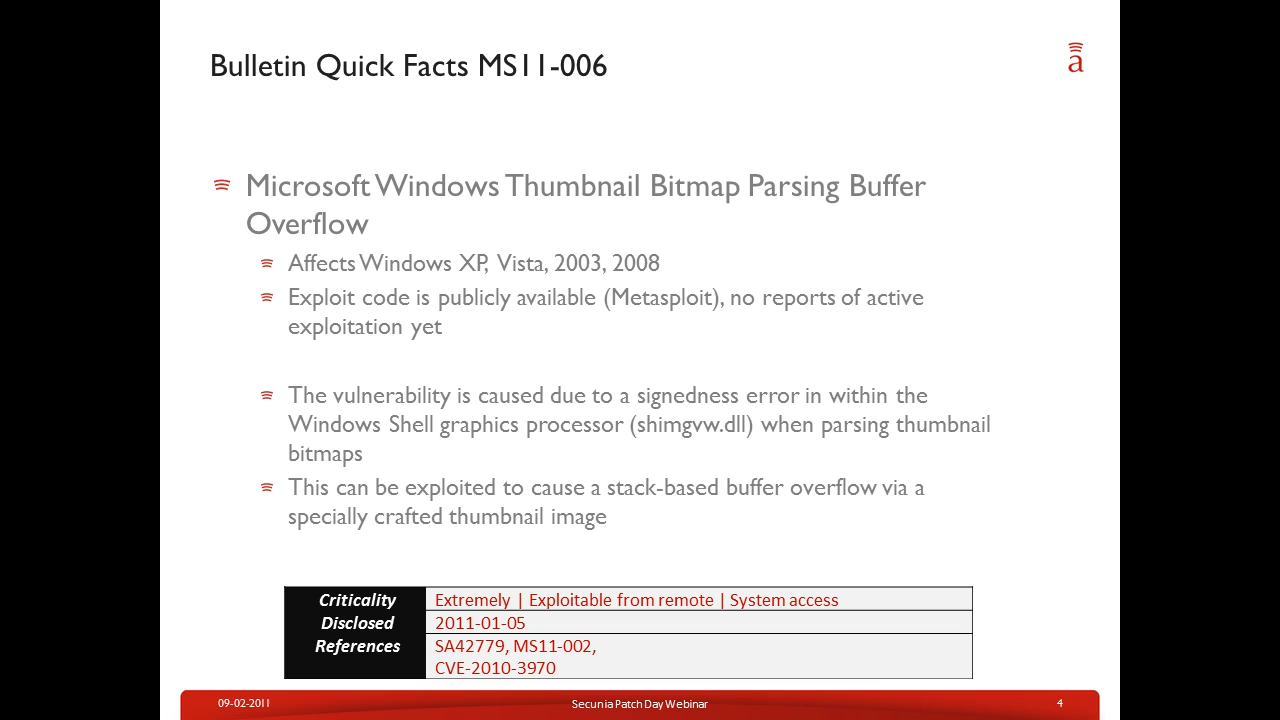 Bulletin Quick Facts MS11-006
a
Microsoft Windows Thumbnail Bitmap Parsing Buffer
Overflow
Affects Windows XP, Vista, 2003, 2008
Exploit code is publicly available (Metasploit), no reports of active
exploitation yet
The vulnerability is caused due to a signedness error in within the
Windows Shell graphics processor (shimgvw.dll) when parsing thumbnail
bitmaps
This can be exploited to cause a stack-based buffer overflow via a
specially crafted thumbnail image
Criticality Extremely | Exploitable from remote | System access
Disclosed 2011-01-05
References SA42779, MS11-002,
CVE-2010-3970
09-02-2011 Secunia Patch Day Webinar 4